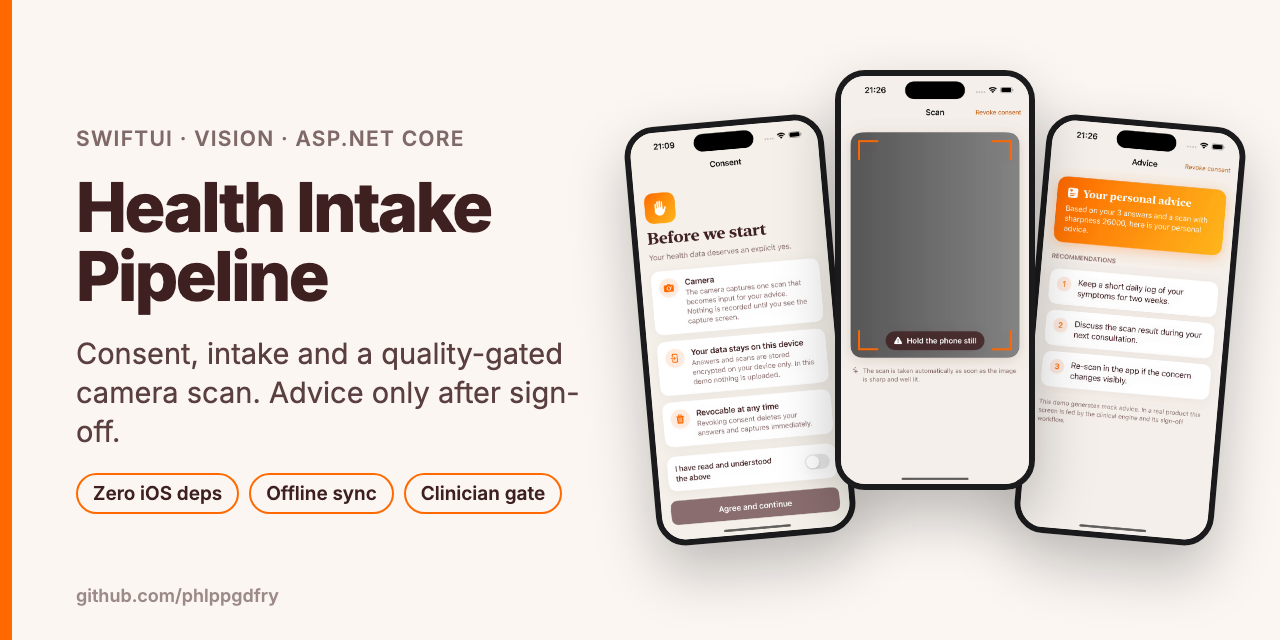 SWIFTUI · VISION · ASP.NET CORE
Health Intake
Pipeline
Consent, intake and a quality-gated
camera scan. Advice only after sign-
off.
Zero iOS deps
Offline sync
Clinician gate
github.com/phlppgdfry
21:09
Consent
Before we start
Your health data deserves an explicit yes.
Camera
The camera captures one scan that
becomes input for your advice.
Nothing is recorded until you see the
capture screen.
Your data stays on this device
Answers and scans are stored
encrypted on your device only. In this
demo nothing is uploaded.
Revocable at any time
Revoking consent deletes your
answers and captures immediately.
I have read and understood
the above
Agree and continue
21:26
Scan
Revoke consent
Hold the phone still
The scan is taken automatically as soon as the image
is sharp and well lit.
21:26
Advice
Revoke consent
Your personal advice
Based on your 3 answers and a scan with
sharpness 26000, here is your personal
advice.
RECOMMENDATIONS
1 Keep a short daily log of your
symptoms for two weeks.
2 Discuss the scan result during your
next consultation.
3 Re-scan in the app if the concern
changes visibly.
This demo generates mock advice. In a real product this
screen is fed by the clinical engine and its sign-off
workflow.